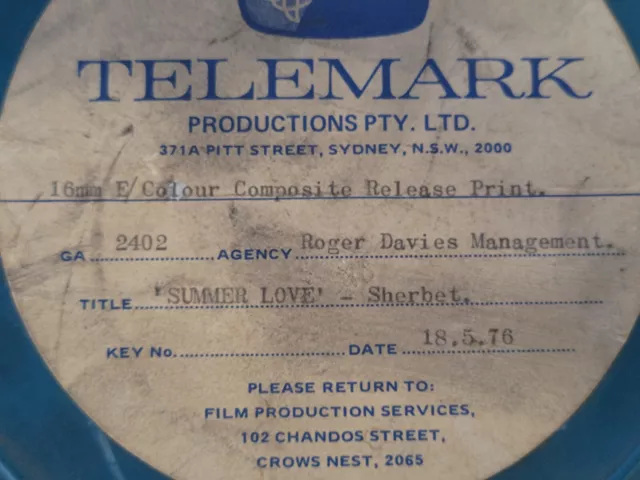 TELEMARK
PRODUCTIONS PTY. LTD.
371A PITT STREET, SYDNEY, N.S.W., 2000
16mm E/Colour Composite Release Print.
GA 2402 AGENCY Roger Davies Management.
TITLE 'SUMMER LOVE' - Sherbet.
KEY No. DATE 18.5.76
PLEASE RETURN TO:
FILM PRODUCTION SERVICES,
102 CHANDOS STREET,
CROWS NEST, 2065